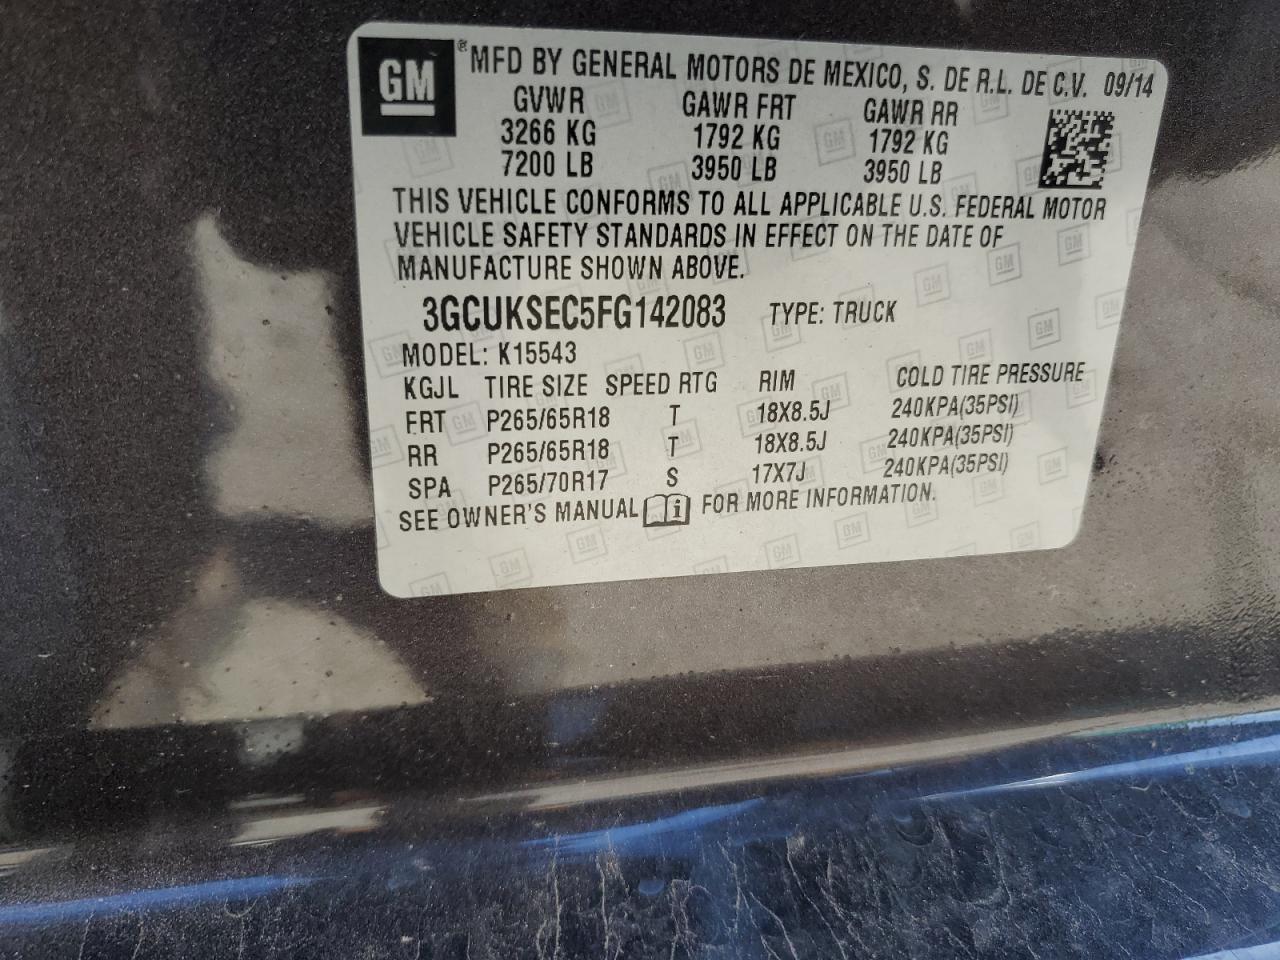 GM
® MFD BY GENERAL MOTORS DE MEXICO, S. DE R.L. DE C.V. 09/14
GVWR GAWR FRT GAWR RR
3266 KG 1792 KG 1792 KG
7200 LB 3950 LB 3950 LB
THIS VEHICLE CONFORMS TO ALL APPLICABLE U.S. FEDERAL MOTOR
VEHICLE SAFETY STANDARDS IN EFFECT ON THE DATE OF
MANUFACTURE SHOWN ABOVE.
3GCUKSEC5FG142083 TYPE: TRUCK
MODEL: K15543
KGJL TIRE SIZE SPEED RTG RIM COLD TIRE PRESSURE
FRT P265/65R18 T 18X8.5J 240KPA(35PSI)
RR P265/65R18 T 18X8.5J 240KPA(35PSI)
SPA P265/70R17 S 17X7J 240KPA(35PSI)
SEE OWNER'S MANUAL i FOR MORE INFORMATION.